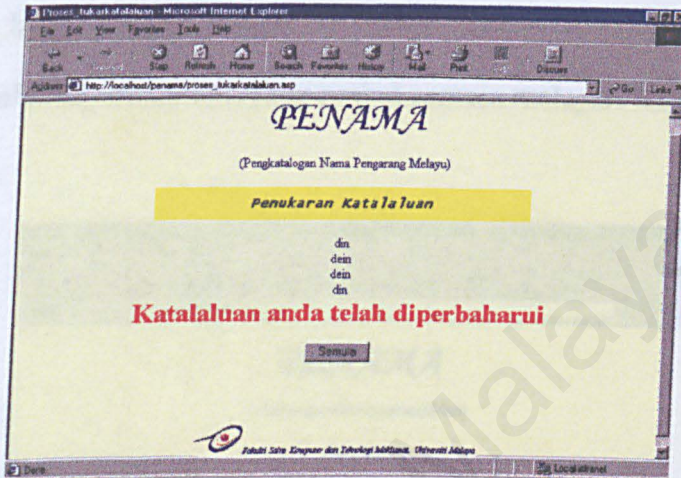 Proses_tukarkatalaluan - Microsoft Internet Explorer
File Edit View Favorites Tools Help
Back Stop Refresh Home Search Favorites History Mail Print Discuss
Address http://localhost/penama/proses_tukarkatalaluan.asp Go Links »
PENAMA
(Pengkatalogan Nama Pengarang Melayu)
Penukaran Katalaluan
din
dein
dein
din
Katalaluan anda telah diperbaharui
Semula
Fakulti Sains Komputer dan Teknologi Maklumat, Universiti Malaya
Done Local intranet
Malaya